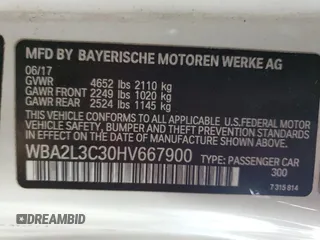 MFD BY BAYERISCHE MOTOREN WERKE AG
06/17
GVWR 4652 lbs 2110 kg
GAWR FRONT 2249 lbs 1020 kg
GAWR REAR 2524 lbs 1145 kg
THIS VEHICLE CONFORMS TO ALL APPLICABLE U.S.FEDERAL MOTOR
VEHICLE SAFETY, BUMPER, AND THEFT PREVENTION STANDARDS
IN EFFECT ON THE DATE OF MANUFACTURE SHOWN ABOVE.
WBA2L3C30HV667900 TYPE: PASSENGER CAR
300
7 315 814
AMBID AUTOBIDMASTER